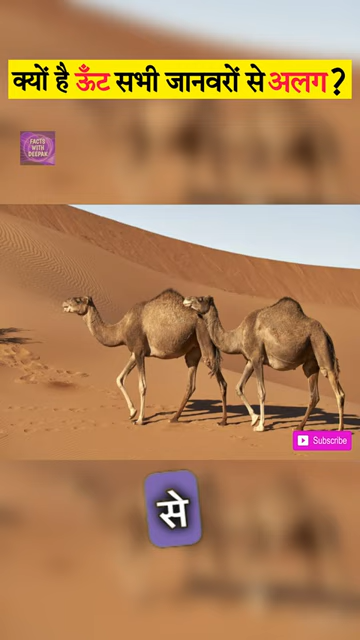 क्यों है ऊँट सभी जानवरों से अलग?
FACTS
WITH
DEEPAK
Subscribe
से